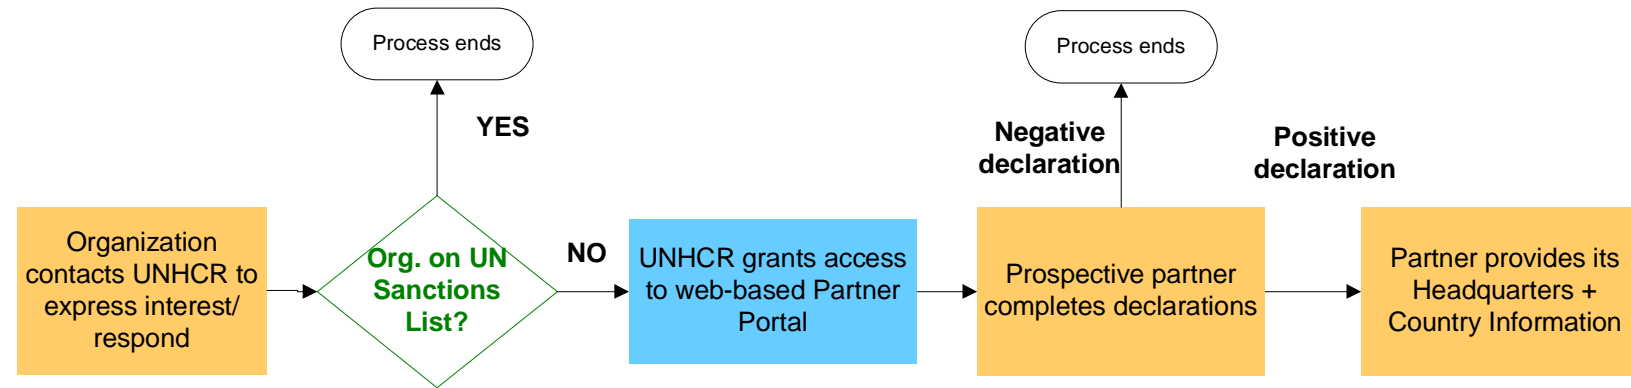 Process ends
Process ends
YES
Negative
declaration
Positive
declaration
Organization
contacts UNHCR to
express interest/
respond
Org. on UN
Sanctions
List?
NO
UNHCR grants access
to web-based Partner
Portal
Prospective partner
completes declarations
Partner provides its
Headquarters +
Country Information